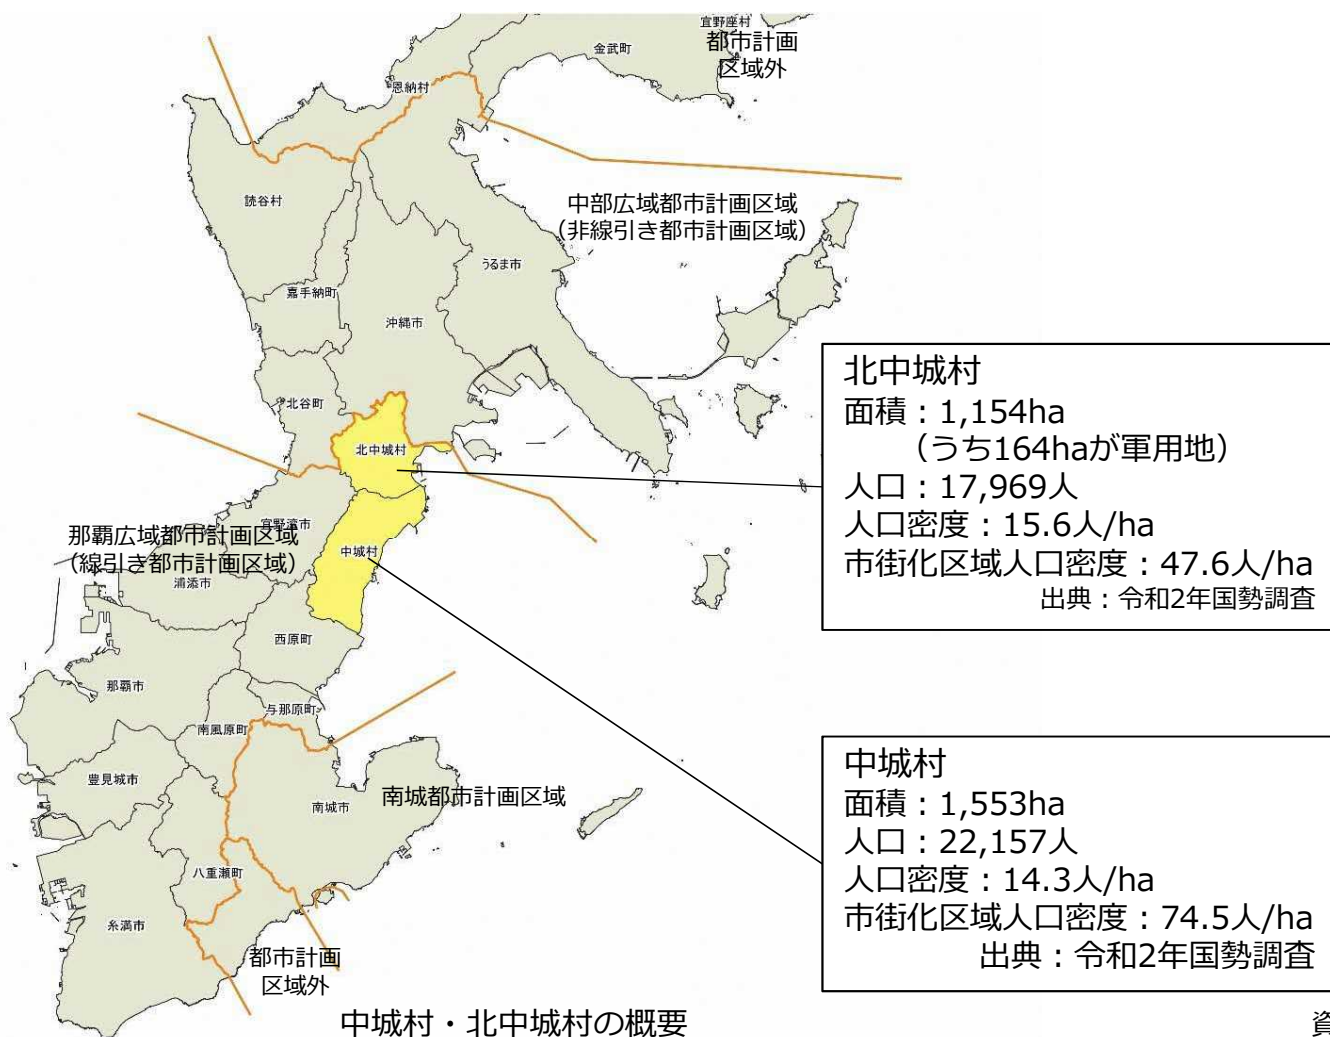 宜野座村
都市計画
区域外
金武町
恩納村
中部広域都市計画区域
(非線引き都市計画区域)
読谷村
うるま市
嘉手納町
沖縄市
北谷町
北中城村
北中城村
面積：1,154ha
(うち164haが軍用地)
人口：17,969人
人口密度：15.6人/ha
市街化区域人口密度：47.6人/ha
出典：令和2年国勢調査
宜野湾市
那覇広域都市計画区域
(線引き都市計画区域)
中城村
浦添市
西原町
那覇市
与那原町
南風原町
豊見城市
南城市
南城都市計画区域
中城村
面積：1,553ha
人口：22,157人
人口密度：14.3人/ha
市街化区域人口密度：74.5人/ha
出典：令和2年国勢調査
八重瀬町
糸満市
都市計画
区域外
中城村・北中城村の概要
資